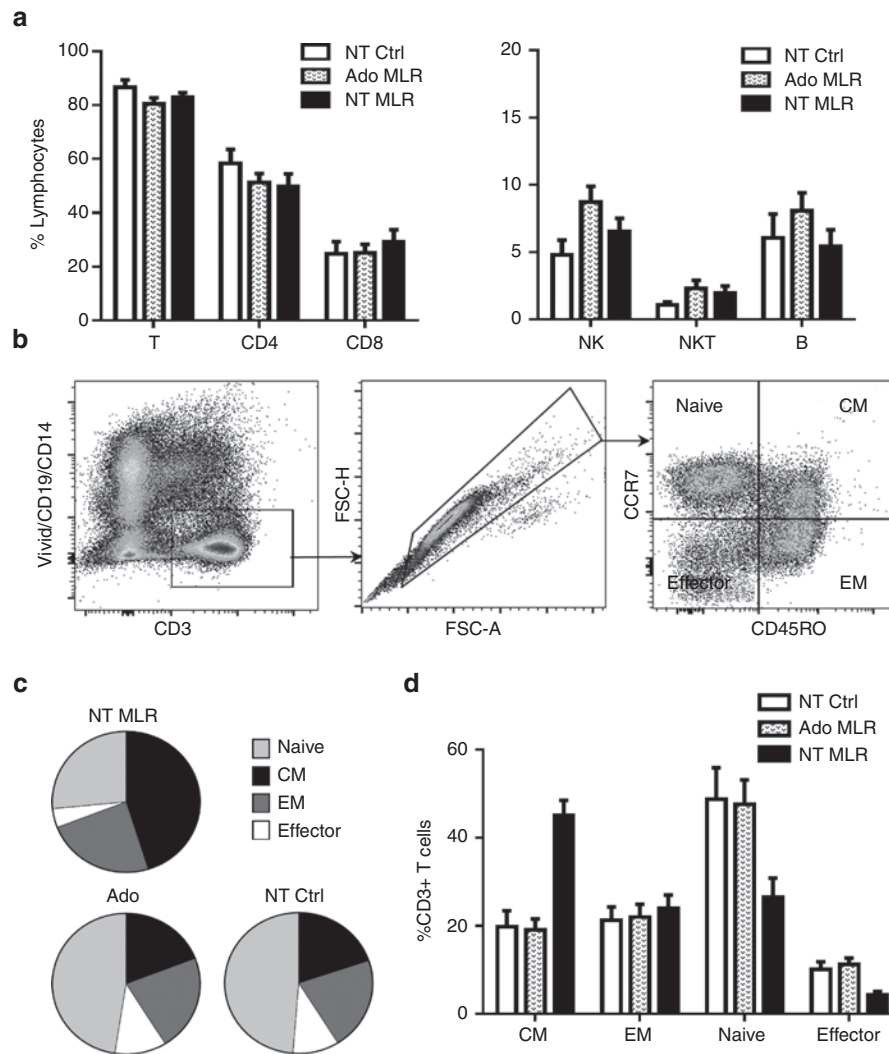 a
100
80
60
40
20
0
% Lymphocytes
NT Ctrl
Ado MLR
NT MLR
T CD4 CD8
20
15
10
5
0
NT Ctrl
Ado MLR
NT MLR
NK NKT B
b
Vivid/CD19/CD14
CD3
FSC-H
FSC-A
CCR7
Naive CM
Effector EM
CD45RO
c
NT MLR
Naive
CM
EM
Effector
Ado NT Ctrl
d
NT Ctrl
Ado MLR
NT MLR
60
40
20
0
%CD3+ T cells
CM EM Naive Effector